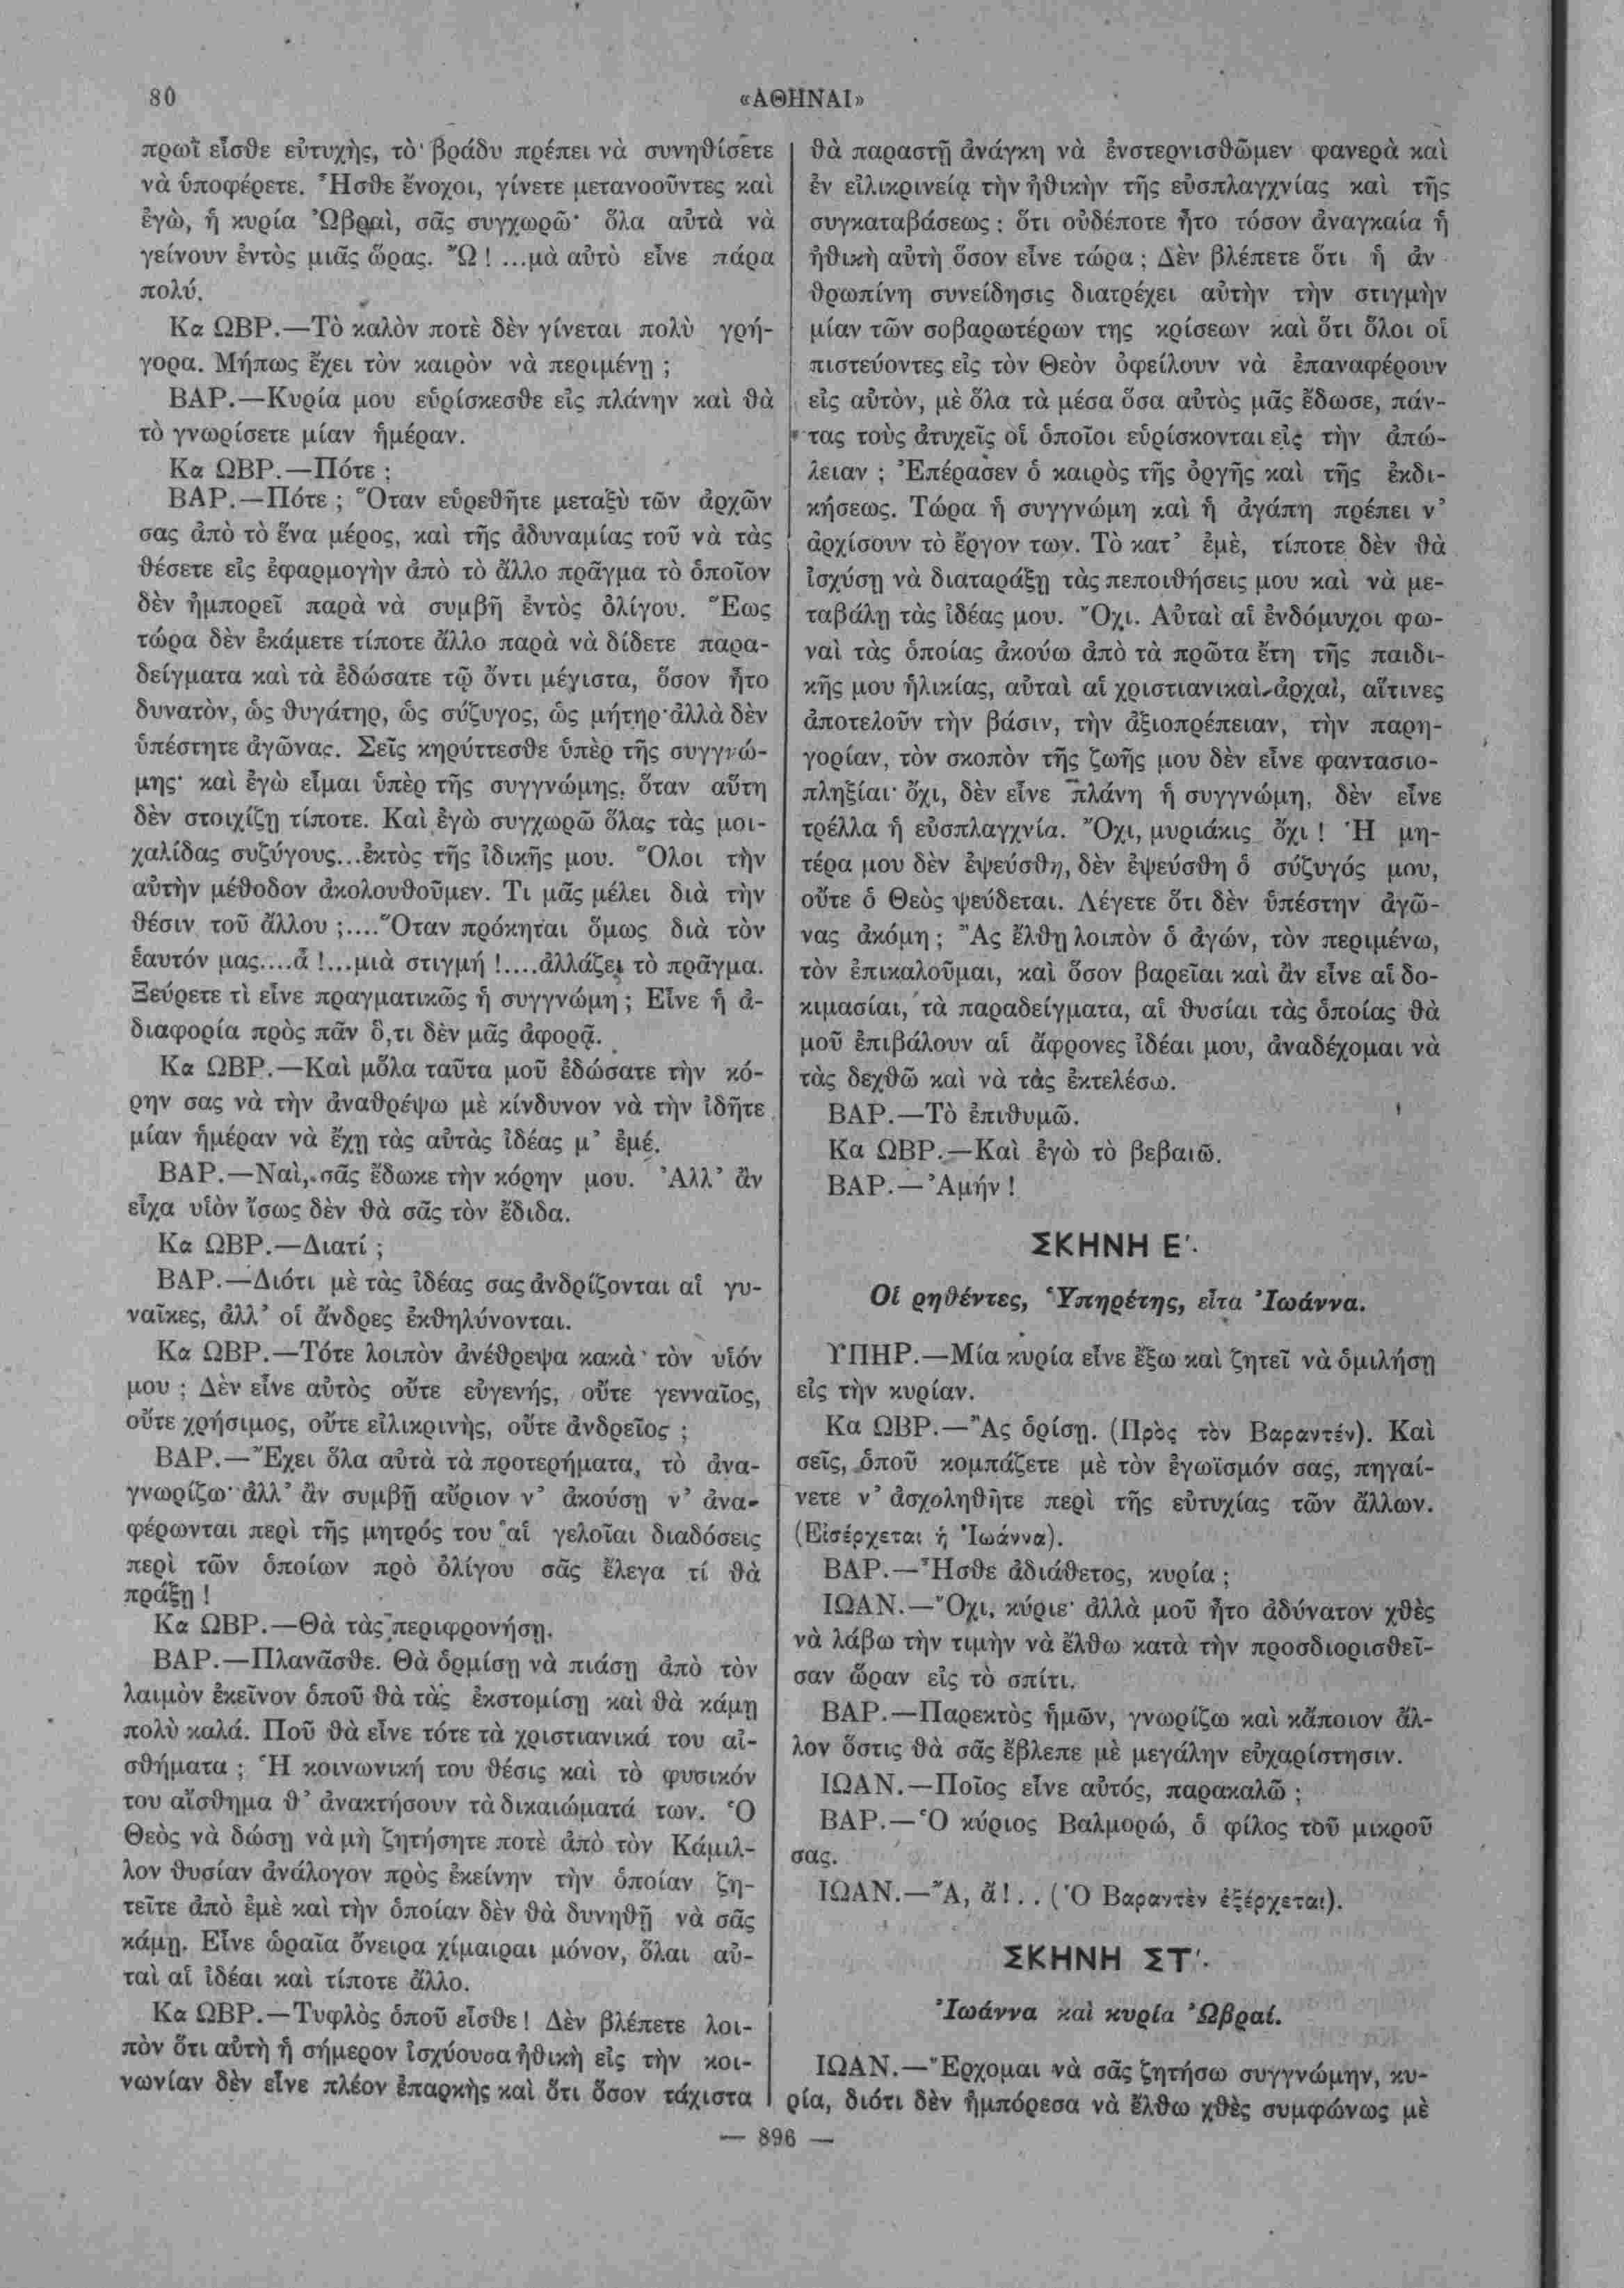 80
«ΑΘΗΝΑΙ»
πρωῒ εἶσθε εὐτυχὴς, τὸ βράδυ πρέπει νὰ συνηθίσετε
νὰ ὑποφέρετε. Ἦσθε ἔνοχοι, γίνετε μετανοοῦντες καὶ
ἐγὼ, ἡ κυρία Ὠβραὶ, σᾶς συγχωρῶ· ὅλα αὐτὰ νὰ
γείνουν ἐντὸς μιᾶς ὥρας. Ὢ ! ...μὰ αὐτὸ εἶνε πάρα
πολύ.
Κα ΩΒΡ.—Τὸ καλὸν ποτὲ δὲν γίνεται πολὺ γρή-
γορα. Μήπως ἔχει τὸν καιρὸν νὰ περιμένῃ ;
ΒΑΡ.—Κυρία μου εὑρίσκεσθε εἰς πλάνην καὶ θὰ
τὸ γνωρίσετε μίαν ἡμέραν.
Κα ΩΒΡ.—Πότε ;
ΒΑΡ.—Πότε ; Ὅταν εὑρεθῆτε μεταξὺ τῶν ἀρχῶν
σας ἀπὸ τὸ ἕνα μέρος, καὶ τῆς ἀδυναμίας τοῦ νὰ τὰς
θέσετε εἰς ἐφαρμογὴν ἀπὸ τὸ ἄλλο πρᾶγμα τὸ ὁποῖον
δὲν ἠμπορεῖ παρὰ νὰ συμβῇ ἐντὸς ὀλίγου. Ἕως
τώρα δὲν ἐκάμετε τίποτε ἄλλο παρὰ νὰ δίδετε παρα-
δείγματα καὶ τὰ ἐδώσατε τῷ ὄντι μέγιστα, ὅσον ἦτο
δυνατὸν, ὡς θυγάτηρ, ὡς σύζυγος, ὡς μήτηρ·ἀλλὰ δὲν
ὑπέστητε ἀγῶνας. Σεῖς κηρύττεσθε ὑπὲρ τῆς συγγνώ-
μης· καὶ ἐγὼ εἶμαι ὑπὲρ τῆς συγγνώμης, ὅταν αὕτη
δὲν στοιχίζῃ τίποτε. Καὶ ἐγὼ συγχωρῶ ὅλας τὰς μοι-
χαλίδας συζύγους...ἐκτὸς τῆς ἰδικῆς μου. Ὅλοι τὴν
αὐτὴν μέθοδον ἀκολουθοῦμεν. Τι μᾶς μέλει διὰ τὴν
θέσιν τοῦ ἄλλου ;....Ὅταν πρόκηται ὅμως διὰ τὸν
ἑαυτόν μας....ἆ !...μιὰ στιγμή !....ἀλλάζει τὸ πρᾶγμα.
Ξεύρετε τὶ εἶνε πραγματικῶς ἡ συγγνώμη ; Εἶνε ἡ ἀ-
διαφορία πρὸς πᾶν ὅ,τι δὲν μᾶς ἀφορᾷ.
Κα ΩΒΡ.—Καὶ μὅλα ταῦτα μοῦ ἐδώσατε τὴν κό-
ρην σας νὰ τὴν ἀναθρέψω μὲ κίνδυνον νὰ τὴν ἰδῆτε
μίαν ἡμέραν νὰ ἔχῃ τὰς αὐτὰς ἰδέας μ’ ἐμέ.
ΒΑΡ.—Ναὶ, σᾶς ἔδωκε τὴν κόρην μου. Ἀλλ’ ἂν
εἶχα υἱὸν ἴσως δὲν θὰ σᾶς τὸν ἔδιδα.
Κα ΩΒΡ.—Διατί ;
ΒΑΡ.—Διότι μὲ τὰς ἰδέας σας ἀνδρίζονται αἱ γυ-
ναῖκες, ἀλλ’ οἱ ἄνδρες ἐκθηλύνονται.
Κα ΩΒΡ.—Τότε λοιπὸν ἀνέθρεψα κακὰ τὸν υἱόν
μου ; Δὲν εἶνε αὐτὸς οὔτε εὐγενής, οὔτε γενναῖος,
οὔτε χρήσιμος, οὔτε εἰλικρινὴς, οὔτε ἀνδρεῖος ;
ΒΑΡ.—Ἔχει ὅλα αὐτὰ τὰ προτερήματα, τὸ ἀνα-
γνωρίζω· ἀλλ’ ἂν συμβῇ αὔριον ν’ ἀκούσῃ ν’ ἀνα-
φέρωνται περὶ τῆς μητρός του αἱ γελοῖαι διαδόσεις
περὶ τῶν ὁποίων πρὸ ὀλίγου σᾶς ἔλεγα τί θὰ
πράξῃ !
Κα ΩΒΡ.—Θὰ τὰς περιφρονήσῃ.
ΒΑΡ.—Πλανᾶσθε. Θὰ ὁρμίσῃ νὰ πιάσῃ ἀπὸ τὸν
λαιμὸν ἐκεῖνον ὁποῦ θὰ τὰς ἐκστομίσῃ καὶ θὰ κάμῃ
πολὺ καλά. Ποῦ θὰ εἶνε τότε τὰ χριστιανικά του αἰ-
σθήματα ; Ἡ κοινωνική του θέσις καὶ τὸ φυσικόν
του αἴσθημα θ’ ἀνακτήσουν τὰ δικαιώματά των. Ὁ
Θεὸς νὰ δώσῃ νὰ μὴ ζητήσητε ποτὲ ἀπὸ τὸν Κάμιλ-
λον θυσίαν ἀνάλογον πρὸς ἐκείνην τὴν ὁποίαν ζη-
τεῖτε ἀπὸ ἐμὲ καὶ τὴν ὁποίαν δὲν θὰ δυνηθῇ νὰ σᾶς
κάμῃ. Εἶνε ὡραῖα ὄνειρα χίμαιραι μόνον, ὅλαι αὐ-
ταὶ αἱ ἰδέαι καὶ τίποτε ἄλλο.
Κα ΩΒΡ.—Τυφλὸς ὁποῦ εἶσθε! Δὲν βλέπετε λοι-
πὸν ὅτι αὐτὴ ἡ σήμερον ἰσχύουσα ἠθικὴ εἰς τὴν κοι-
νωνίαν δὲν εἶνε πλέον ἐπαρκὴς καὶ ὅτι ὅσον τάχιστα
θὰ παραστῇ ἀνάγκη νὰ ἐνστερνισθῶμεν φανερὰ καὶ
ἐν εἰλικρινείᾳ τὴν ἠθικὴν τῆς εὐσπλαγχνίας καὶ τῆς
συγκαταβάσεως ; ὅτι οὐδέποτε ἦτο τόσον ἀναγκαία ἡ
ἠθικὴ αὐτὴ ὅσον εἶνε τώρα ; Δὲν βλέπετε ὅτι ἡ ἀν
θρωπίνη συνείδησις διατρέχει αὐτὴν τὴν στιγμὴν
μίαν τῶν σοβαρωτέρων της κρίσεων καὶ ὅτι ὅλοι οἱ
πιστεύοντες εἰς τὸν Θεὸν ὀφείλουν νὰ ἐπαναφέρουν
εἰς αὐτὸν, μὲ ὅλα τὰ μέσα ὅσα αὐτὸς μᾶς ἔδωσε, πάν-
τας τοὺς ἀτυχεῖς οἱ ὁποῖοι εὑρίσκονται εἰς τὴν ἀπώ-
λειαν ; Ἐπέρασεν ὁ καιρὸς τῆς ὀργῆς καὶ τῆς ἐκδι-
κήσεως. Τώρα ἡ συγγνώμη καὶ ἡ ἀγάπη πρέπει ν’
ἀρχίσουν τὸ ἔργον των. Τὸ κατ’ ἐμὲ, τίποτε δὲν θὰ
ἰσχύσῃ νὰ διαταράξῃ τὰς πεποιθήσεις μου καὶ νὰ με-
ταβάλῃ τὰς ἰδέας μου. Ὄχι. Αὐταὶ αἱ ἐνδόμυχοι φω-
ναὶ τὰς ὁποίας ἀκούω ἀπὸ τὰ πρῶτα ἔτη τῆς παιδι-
κῆς μου ἡλικίας, αὐταὶ αἱ χριστιανικαὶ ἀρχαὶ, αἵτινες
ἀποτελοῦν τὴν βάσιν, τὴν ἀξιοπρέπειαν, τὴν παρη-
γορίαν, τὸν σκοπὸν τῆς ζωῆς μου δὲν εἶνε φαντασιο-
πληξίαι· ὄχι, δὲν εἶνε πλάνη ἡ συγγνώμη, δὲν εἶνε
τρέλλα ἡ εὐσπλαγχνία. Ὄχι, μυριάκις ὄχι ! Ἡ μη-
τέρα μου δὲν ἐψεύσθη, δὲν ἐψεύσθη ὁ σύζυγός μου,
οὔτε ὁ Θεὸς ψεύδεται. Λέγετε ὅτι δὲν ὑπέστην ἀγῶ-
νας ἀκόμη ; Ἂς ἔλθῃ λοιπὸν ὁ ἀγών, τὸν περιμένω,
τὸν ἐπικαλοῦμαι, καὶ ὅσον βαρεῖαι καὶ ἂν εἶνε αἱ δο-
κιμασίαι, τὰ παραδείγματα, αἱ θυσίαι τὰς ὁποίας θὰ
μοῦ ἐπιβάλουν αἱ ἄφρονες ἰδέαι μου, ἀναδέχομαι νὰ
τὰς δεχθῶ καὶ νὰ τὰς ἐκτελέσω.
ΒΑΡ.—Τὸ ἐπιθυμῶ.
Κα ΩΒΡ.—Καὶ ἐγὼ τὸ βεβαιῶ.
ΒΑΡ.—Ἀμήν !
ΣΚΗΝΗ Ε΄.
Οἱ ρηθέντες, Ὑπηρέτης, εἶτα Ἰωάννα.
ΥΠΗΡ.—Μία κυρία εἶνε ἔξω καὶ ζητεῖ νὰ ὁμιλήσῃ
εἰς τὴν κυρίαν.
Κα ΩΒΡ.—Ἂς ὁρίσῃ. (Πρὸς τὸν Βαραντέν). Καὶ
σεῖς, ὁποῦ κομπάζετε μὲ τὸν ἐγωϊσμόν σας, πηγαί-
νετε ν’ ἀσχοληθῆτε περὶ τῆς εὐτυχίας τῶν ἄλλων.
(Εἰσέρχεται ἡ Ἰωάννα).
ΒΑΡ.—Ἦσθε ἀδιάθετος, κυρία ;
ΙΩΑΝ.—Ὄχι, κύριε· ἀλλὰ μοῦ ἦτο ἀδύνατον χθὲς
νὰ λάβω τὴν τιμὴν νὰ ἔλθω κατὰ τὴν προσδιορισθεῖ-
σαν ὥραν εἰς τὸ σπίτι.
ΒΑΡ.—Παρεκτὸς ἡμῶν, γνωρίζω καὶ κἄποιον ἄλ-
λον ὅστις θὰ σᾶς ἔβλεπε μὲ μεγάλην εὐχαρίστησιν.
ΙΩΑΝ.—Ποῖος εἶνε αὐτός, παρακαλῶ ;
ΒΑΡ.—Ὁ κύριος Βαλμορώ, ὁ φίλος τοῦ μικροῦ
σας.
ΙΩΑΝ.—Ἂ, ἂ!.. (Ὁ Βαραντὲν ἐξέρχεται).
ΣΚΗΝΗ ΣΤ΄.
Ἰωάννα καὶ κυρία Ὠβραί.
ΙΩΑΝ.—Ἔρχομαι νὰ σᾶς ζητήσω συγγνώμην, κυ-
ρία, διότι δὲν ἠμπόρεσα νὰ ἔλθω χθὲς συμφώνως μὲ
— 896 —